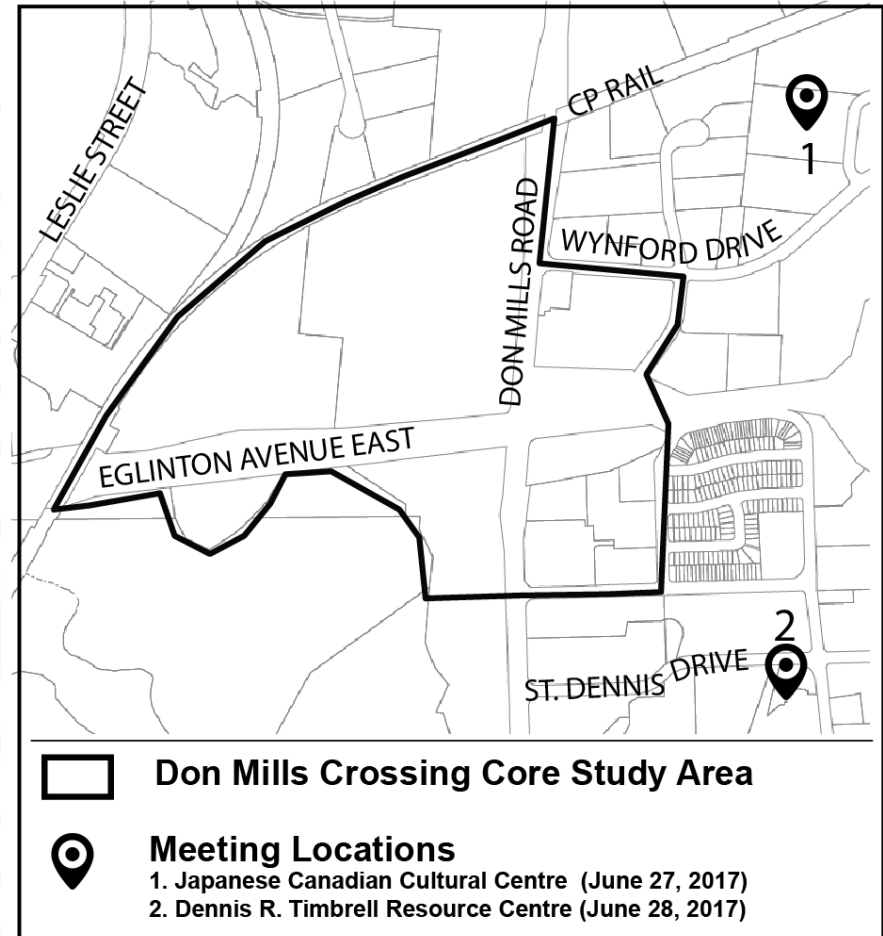 CP RAIL
LESLIE STREET
1
DON MILLS ROAD
WYNFORD DRIVE
EGLINTON AVENUE EAST
2
ST. DENNIS DRIVE
Don Mills Crossing Core Study Area
Meeting Locations
1. Japanese Canadian Cultural Centre (June 27, 2017)
2. Dennis R. Timbrell Resource Centre (June 28, 2017)